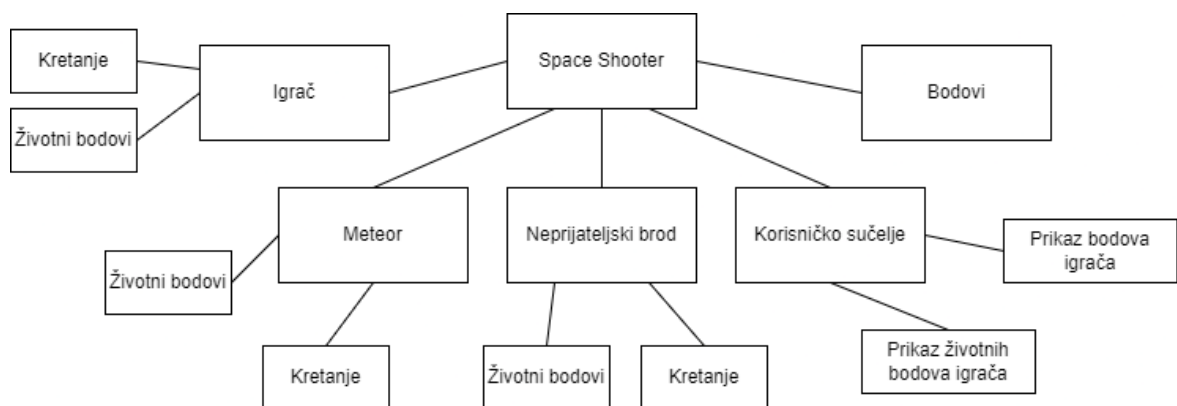 Kretanje
Igrač
Space Shooter
Bodovi
Životni bodovi
Meteor
Neprijateljski brod
Korisničko sučelje
Prikaz bodova
igrača
Životni bodovi
Kretanje
Životni bodovi
Kretanje
Prikaz životnih
bodova igrača